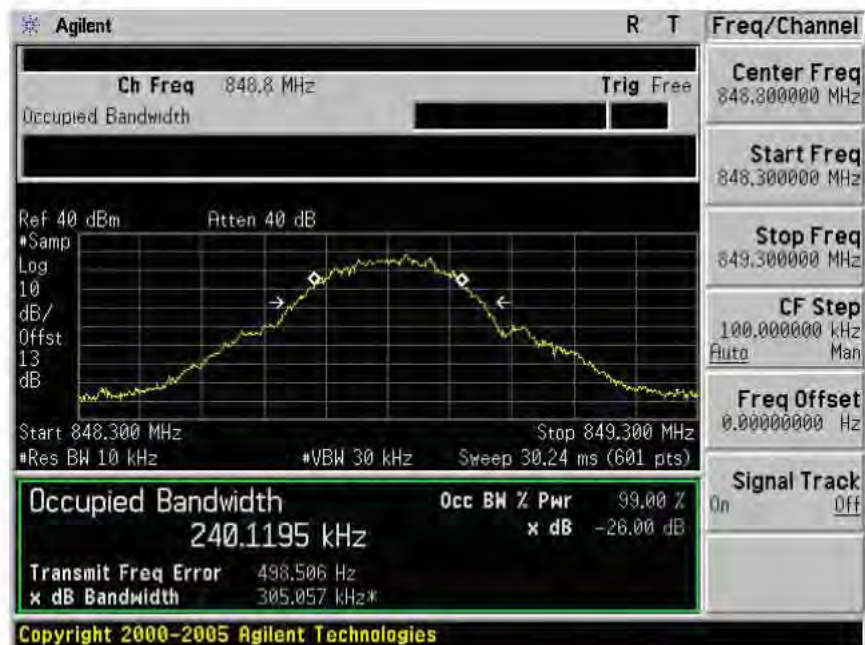 Agilent R T
Freq/Channel
Ch Freq 848.8 MHz Trig Free
Occupied Bandwidth
Center Freq
848.800000 MHz
Start Freq
848.300000 MHz
Stop Freq
849.300000 MHz
CF Step
100.000000 kHz
Auto Man
Freq Offset
0.00000000 Hz
Signal Track
On Off
Ref 40 dBm Atten 40 dB
#Samp
Log
10
dB/
Offst
13
dB
Start 848.300 MHz Stop 849.300 MHz
#Res BW 10 kHz #VBW 30 kHz Sweep 30.24 ms (601 pts)
Occupied Bandwidth Occ BW % Pwr 99.00 %
240.1195 kHz x dB -26.00 dB
Transmit Freq Error 498.506 Hz
x dB Bandwidth 305.057 kHz*
Copyright 2000-2005 Agilent Technologies